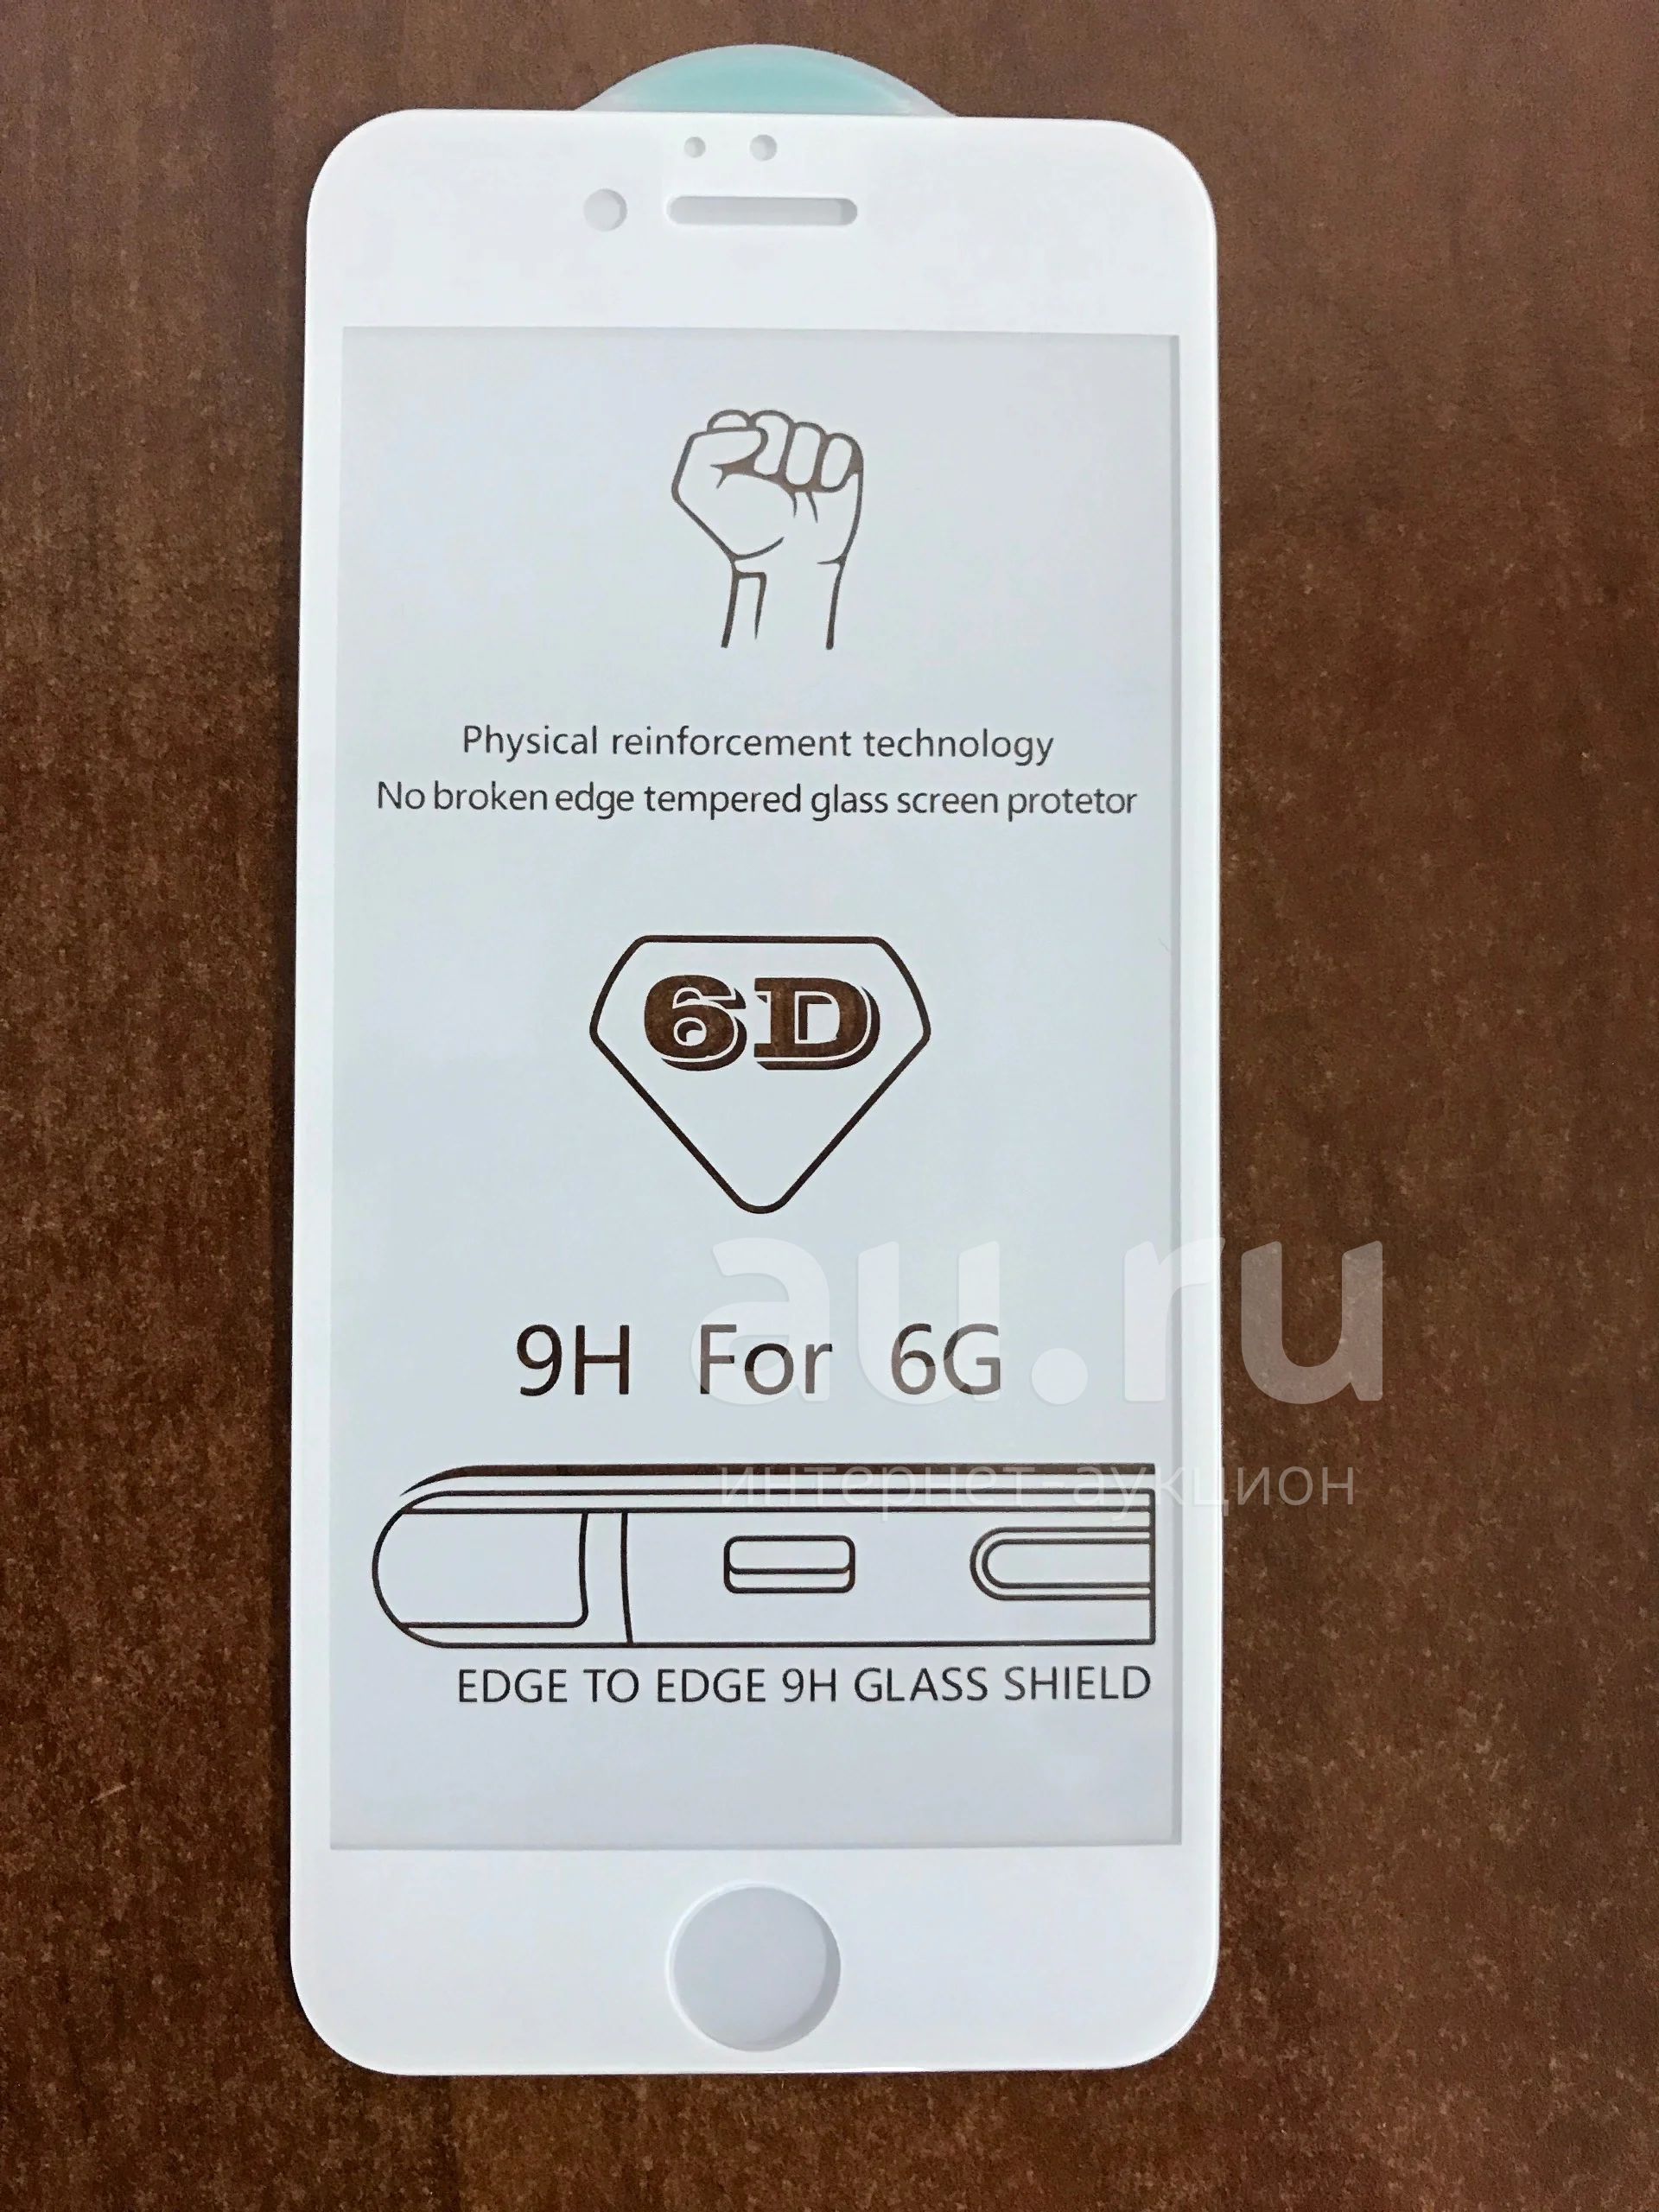 Physical reinforcement technology
No broken edge tempered glass screen protetor
6D
au.ru
9H For 6G
интернет-аукцион
EDGE TO EDGE 9H GLASS SHIELD